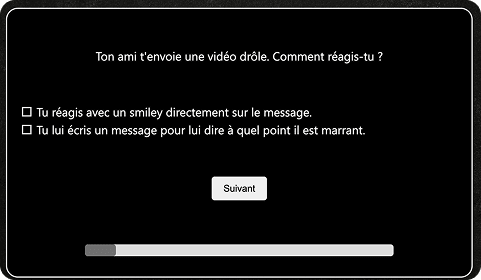 Ton ami t'envoie une vidéo drôle. Comment réagis-tu ?
Tu réagis avec un smiley directement sur le message.
Tu lui écris un message pour lui dire à quel point il est marrant.
Suivant